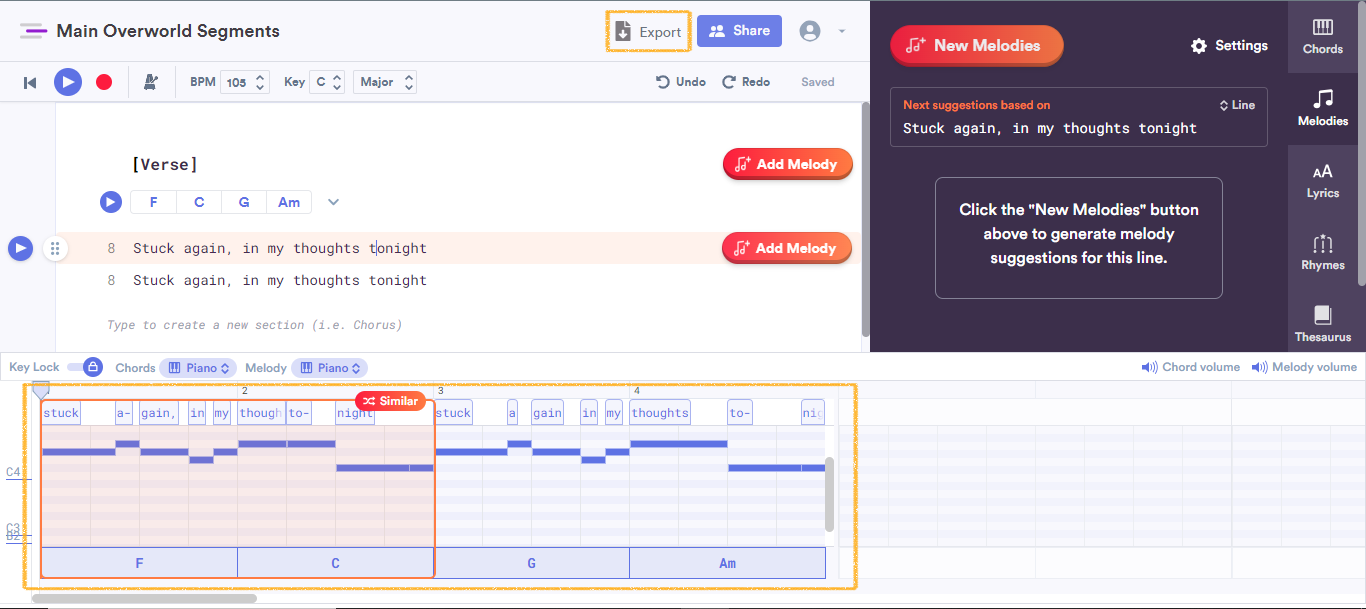 Main Overworld Segments
Export
Share
New Melodies
Settings
Chords
BPM 105
Key C
Major
Undo
Redo
Saved
Next suggestions based on
Line
Stuck again, in my thoughts tonight
Melodies
[Verse]
Add Melody
F C G Am
Click the "New Melodies" button
above to generate melody
suggestions for this line.
Lyrics
8 Stuck again, in my thoughts tonight
Add Melody
8 Stuck again, in my thoughts tonight
Rhymes
Type to create a new section (i.e. Chorus)
Thesaurus
Key Lock
Chords
Piano
Melody
Piano
Chord volume
Melody volume
2 3 4
Similar
stuck a- gain, in my though to- night stuck a gain in my thoughts to- nig
C4
C3
F C G Am